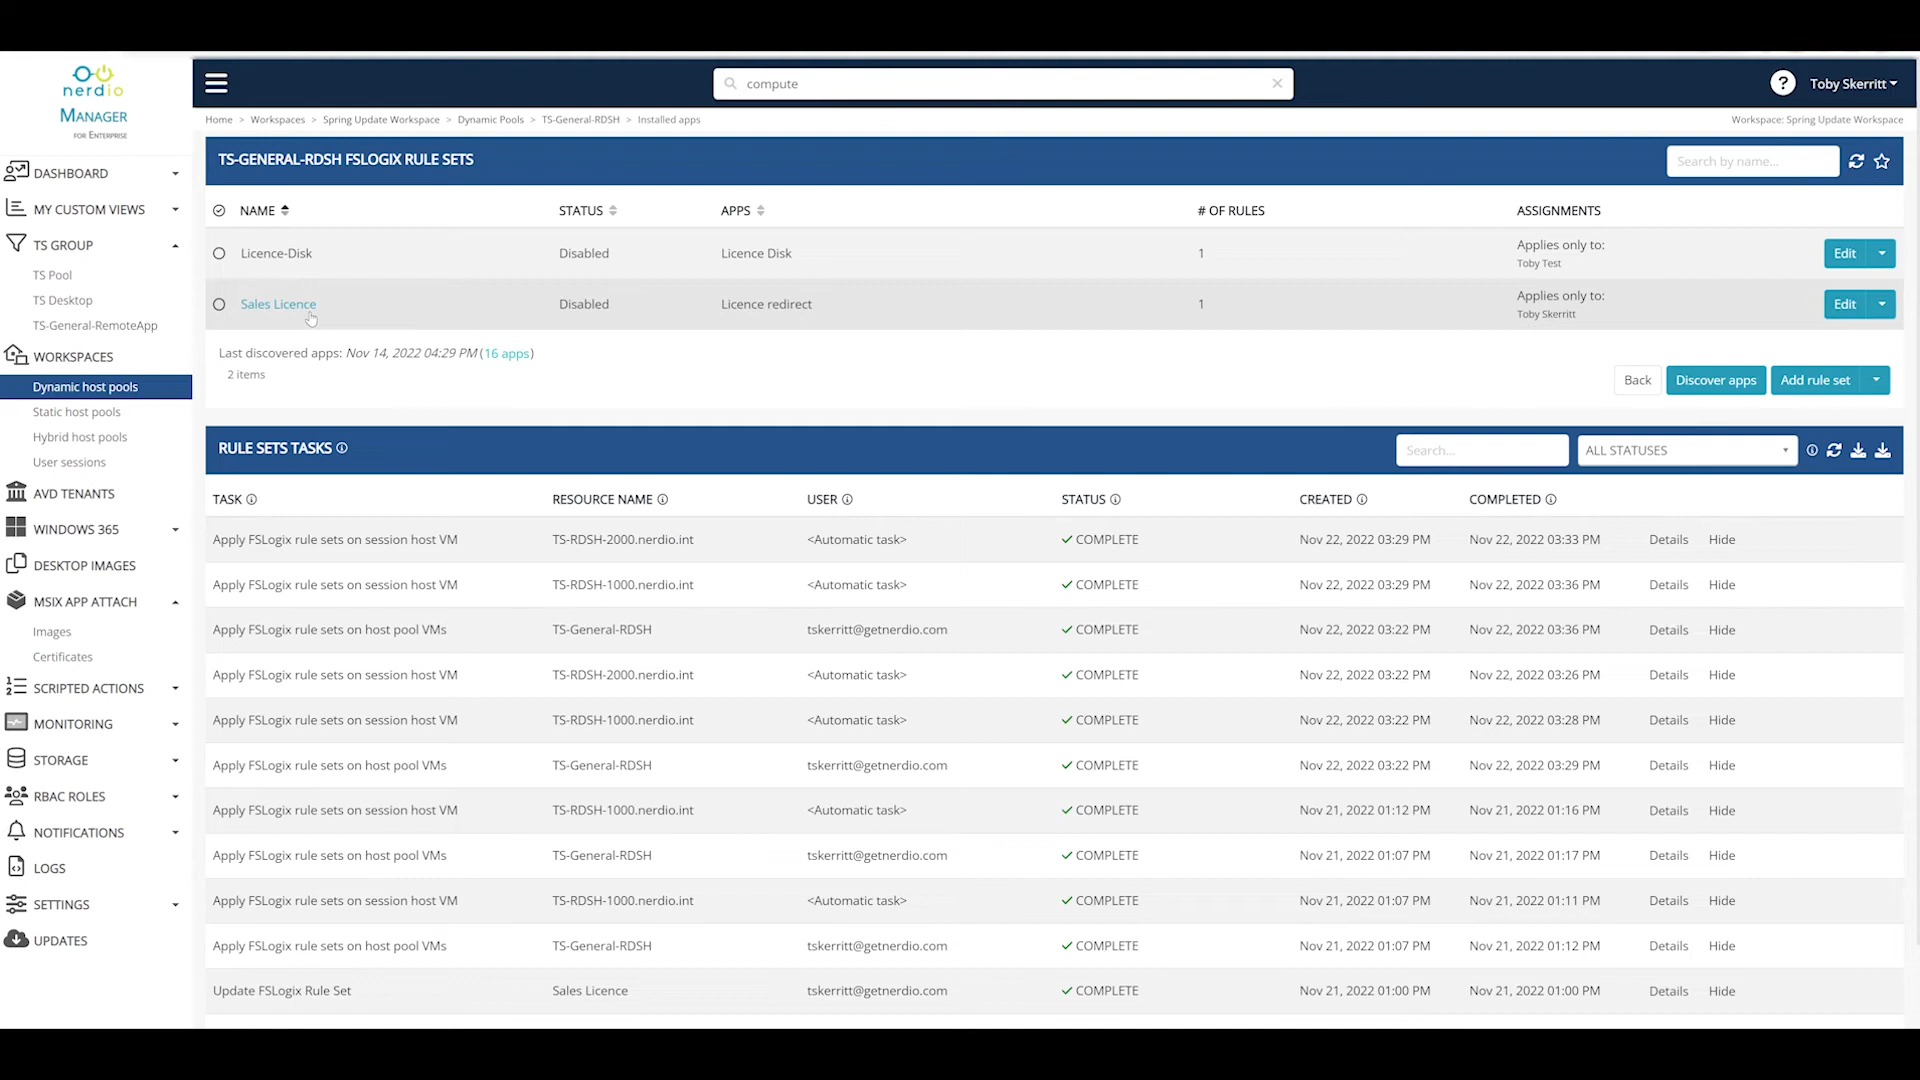 nerdio
MANAGER
FOR ENTERPRISE
compute
?
Toby Skerritt
Home > Workspaces > Spring Update Workspace > Dynamic Pools > TS-General-RDSH > Installed apps
Workspace: Spring Update Workspace
DASHBOARD
MY CUSTOM VIEWS
TS GROUP
TS Pool
TS Desktop
TS-General-RemoteApp
WORKSPACES
Dynamic host pools
Static host pools
Hybrid host pools
User sessions
AVD TENANTS
WINDOWS 365
DESKTOP IMAGES
MSIX APP ATTACH
Images
Certificates
SCRIPTED ACTIONS
MONITORING
STORAGE
RBAC ROLES
NOTIFICATIONS
LOGS
SETTINGS
UPDATES
TS-GENERAL-RDSH FSLOGIX RULE SETS
Search by name...
NAME STATUS APPS # OF RULES ASSIGNMENTS
Licence-Disk Disabled Licence Disk 1 Applies only to: Edit
Toby Test
Sales Licence Disabled Licence redirect 1 Applies only to: Edit
Toby Skerritt
Last discovered apps: Nov 14, 2022 04:29 PM (16 apps)
2 items
Back Discover apps Add rule set
RULE SETS TASKS
Search... ALL STATUSES
TASK RESOURCE NAME USER STATUS CREATED COMPLETED
Apply FSLogix rule sets on session host VM TS-RDSH-2000.nerdio.int <Automatic task> COMPLETE Nov 22, 2022 03:29 PM Nov 22, 2022 03:33 PM Details Hide
Apply FSLogix rule sets on session host VM TS-RDSH-1000.nerdio.int <Automatic task> COMPLETE Nov 22, 2022 03:29 PM Nov 22, 2022 03:36 PM Details Hide
Apply FSLogix rule sets on host pool VMs TS-General-RDSH tskerritt@getnerdio.com COMPLETE Nov 22, 2022 03:22 PM Nov 22, 2022 03:36 PM Details Hide
Apply FSLogix rule sets on session host VM TS-RDSH-2000.nerdio.int <Automatic task> COMPLETE Nov 22, 2022 03:22 PM Nov 22, 2022 03:26 PM Details Hide
Apply FSLogix rule sets on session host VM TS-RDSH-1000.nerdio.int <Automatic task> COMPLETE Nov 22, 2022 03:22 PM Nov 22, 2022 03:28 PM Details Hide
Apply FSLogix rule sets on host pool VMs TS-General-RDSH tskerritt@getnerdio.com COMPLETE Nov 22, 2022 03:22 PM Nov 22, 2022 03:29 PM Details Hide
Apply FSLogix rule sets on session host VM TS-RDSH-1000.nerdio.int <Automatic task> COMPLETE Nov 21, 2022 01:12 PM Nov 21, 2022 01:16 PM Details Hide
Apply FSLogix rule sets on host pool VMs TS-General-RDSH tskerritt@getnerdio.com COMPLETE Nov 21, 2022 01:07 PM Nov 21, 2022 01:17 PM Details Hide
Apply FSLogix rule sets on session host VM TS-RDSH-1000.nerdio.int <Automatic task> COMPLETE Nov 21, 2022 01:07 PM Nov 21, 2022 01:11 PM Details Hide
Apply FSLogix rule sets on host pool VMs TS-General-RDSH tskerritt@getnerdio.com COMPLETE Nov 21, 2022 01:07 PM Nov 21, 2022 01:12 PM Details Hide
Update FSLogix Rule Set Sales Licence tskerritt@getnerdio.com COMPLETE Nov 21, 2022 01:00 PM Nov 21, 2022 01:00 PM Details Hide